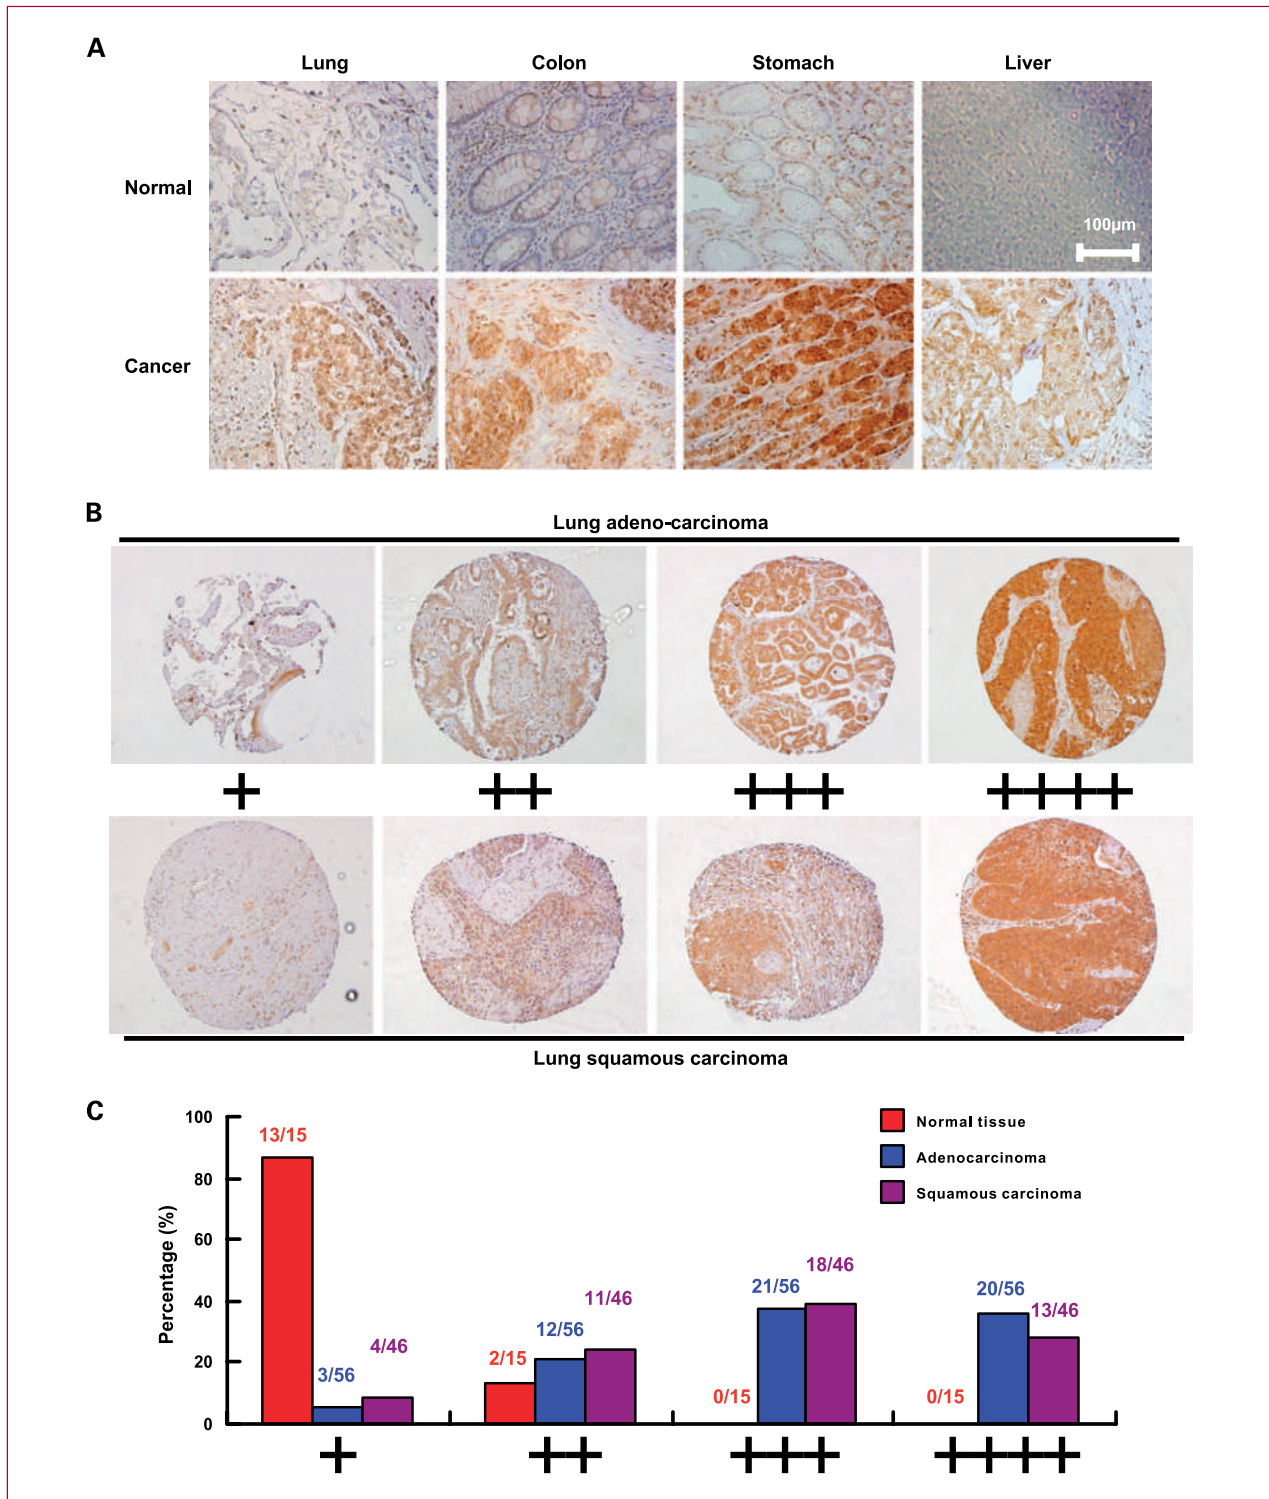 A
Lung Colon Stomach Liver
Normal
100µm
Cancer
B
Lung adeno-carcinoma
+ ++ +++ ++++
Lung squamous carcinoma
C
Percentage (%)
100
80
60
40
20
0
13/15
3/56
4/46
2/15
12/56
11/46
0/15
21/56
18/46
0/15
20/56
13/46
Normal tissue
Adenocarcinoma
Squamous carcinoma
+ ++ +++ ++++